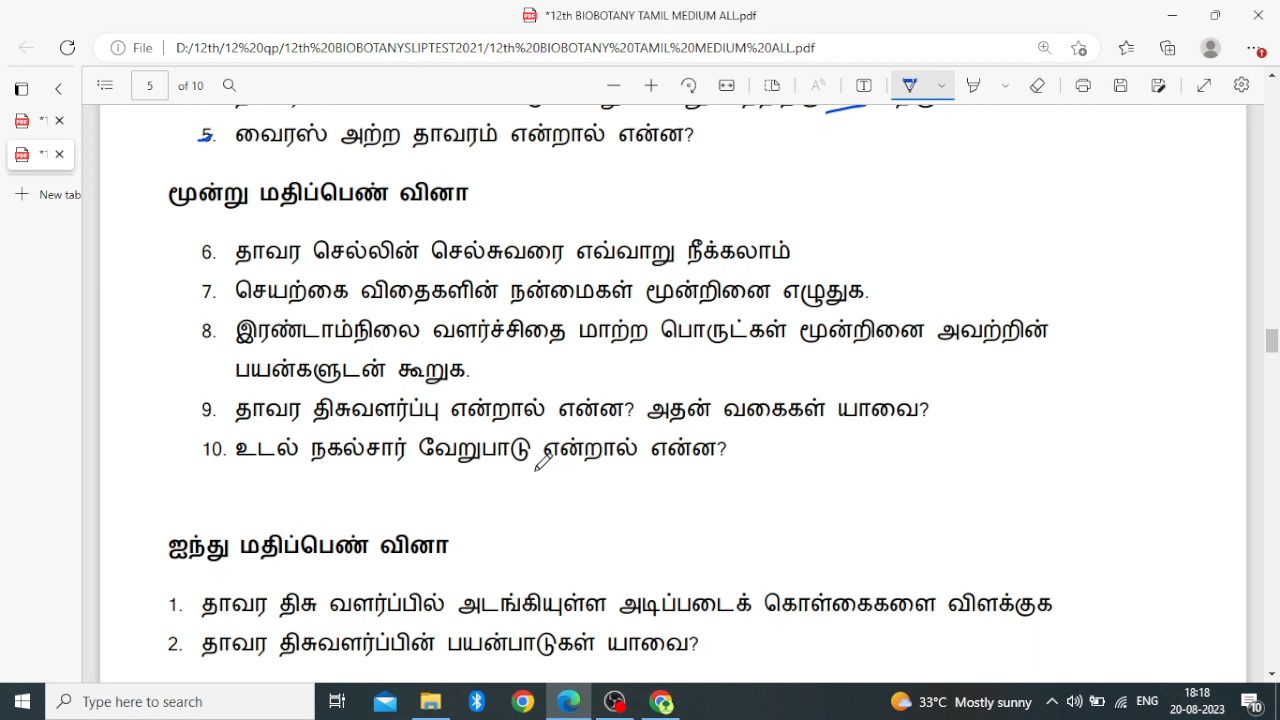 *12th BIOBOTANY TAMIL MEDIUM ALL.pdf
File D:/12th/12%20qp/12th%20BIOBOTANYSLIPTEST2021/12th%20BIOBOTANY%20TAMIL%20MEDIUM%20ALL.pdf
5 of 10
New tab
5. வைரஸ் அற்ற தாவரம் என்றால் என்ன?
மூன்று மதிப்பெண் வினா
6. தாவர செல்லின் செல்சுவரை எவ்வாறு நீக்கலாம்
7. செயற்கை விதைகளின் நன்மைகள் மூன்றினை எழுதுக.
8. இரண்டாம்நிலை வளர்ச்சிதை மாற்ற பொருட்கள் மூன்றினை அவற்றின்
பயன்களுடன் கூறுக.
9. தாவர திசுவளர்ப்பு என்றால் என்ன? அதன் வகைகள் யாவை?
10. உடல் நகல்சார் வேறுபாடு என்றால் என்ன?
ஐந்து மதிப்பெண் வினா
1. தாவர திசு வளர்ப்பில் அடங்கியுள்ள அடிப்படைக் கொள்கைகளை விளக்குக
2. தாவர திசுவளர்ப்பின் பயன்பாடுகள் யாவை?
Type here to search
33°C Mostly sunny
ENG
18:18
20-08-2023
10